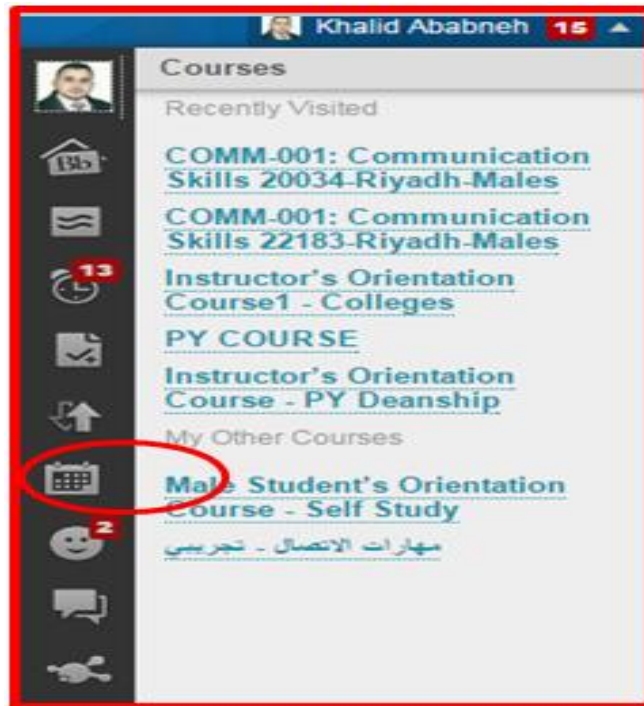 Khalid Ababneh 15
Courses
Recently Visited
Bb
COMM-001: Communication
Skills 20034-Riyadh-Males
COMM-001: Communication
Skills 22183-Riyadh-Males
13
Instructor's Orientation
Course1 - Colleges
PY COURSE
Instructor's Orientation
Course - PY Deanship
My Other Courses
Male Student's Orientation
Course - Self Study
2
مهارات الاتصال - تجريبي